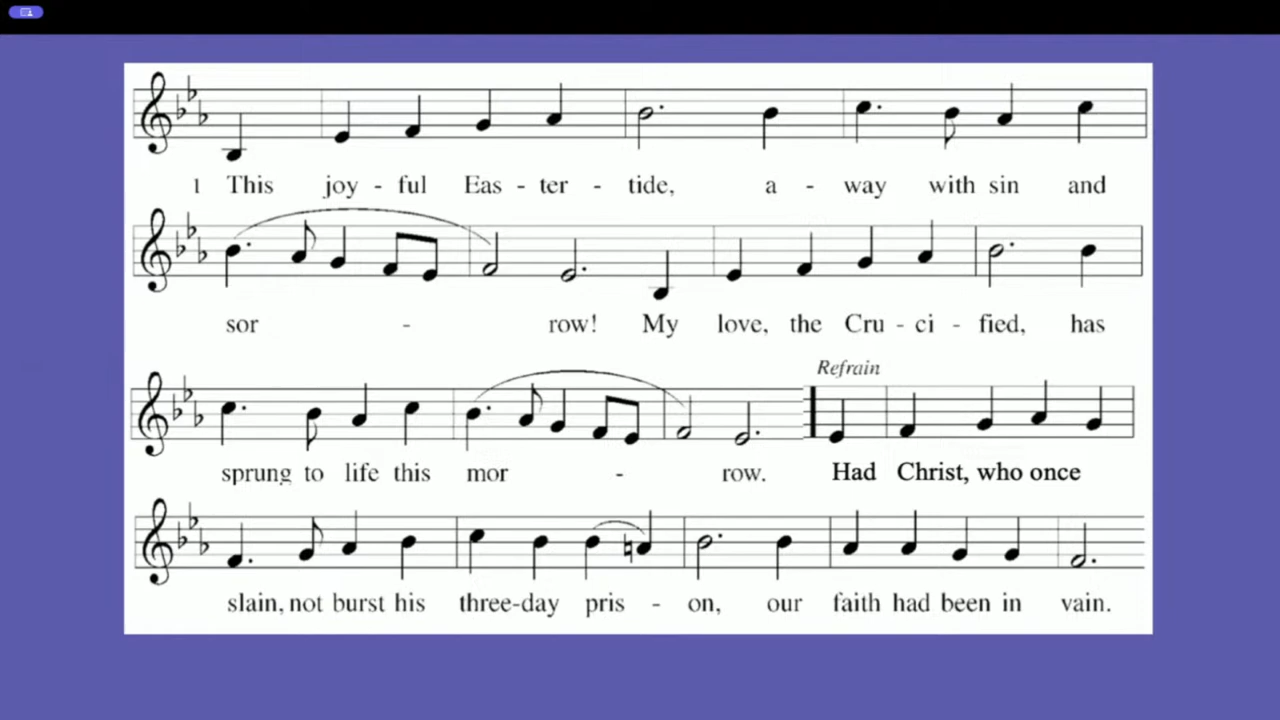 1 This joy - ful Eas - ter - tide, a - way with sin and
sor - row! My love, the Cru - ci - fied, has
Refrain
sprung to life this mor - row. Had Christ, who once
slain, not burst his three-day pris - on, our faith had been in vain.